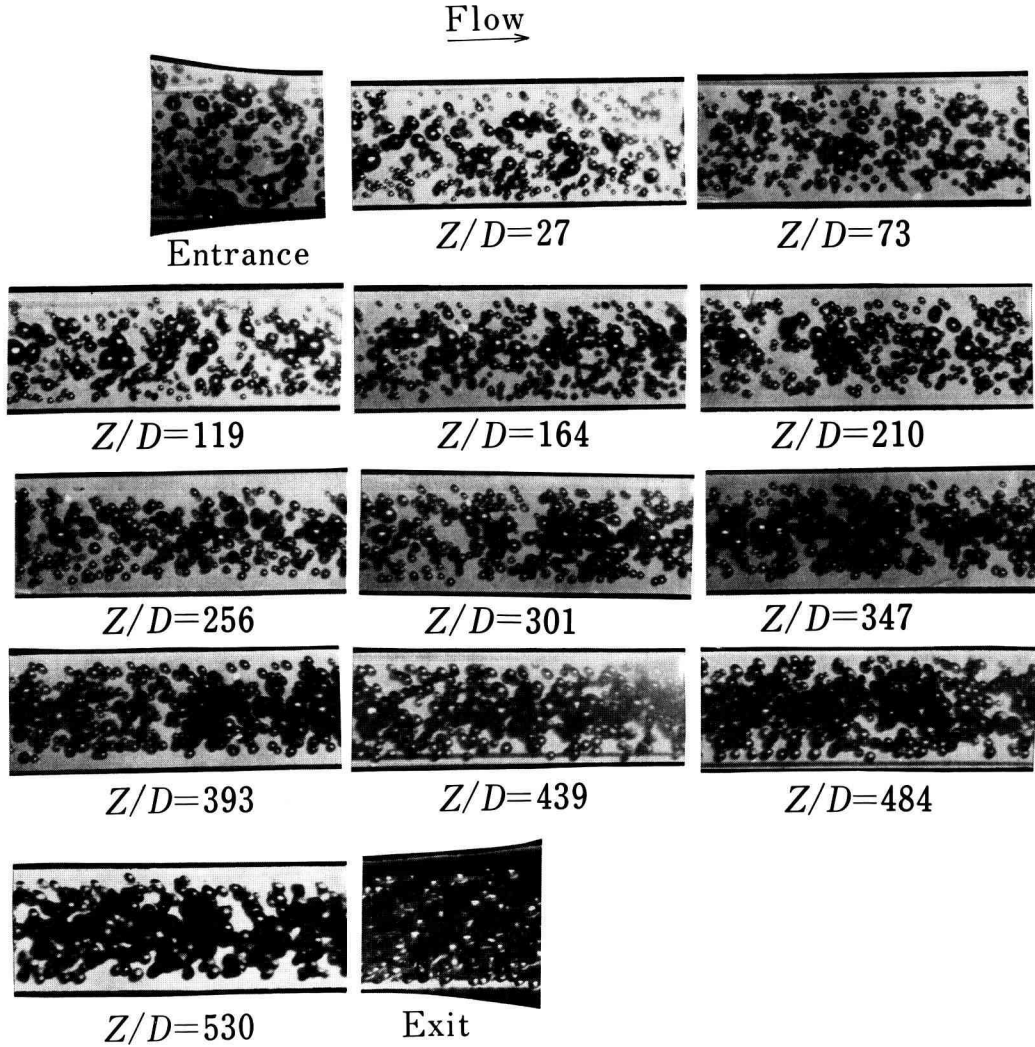 Flow
Entrance
Z/D=27
Z/D=73
Z/D=119
Z/D=164
Z/D=210
Z/D=256
Z/D=301
Z/D=347
Z/D=393
Z/D=439
Z/D=484
Z/D=530
Exit